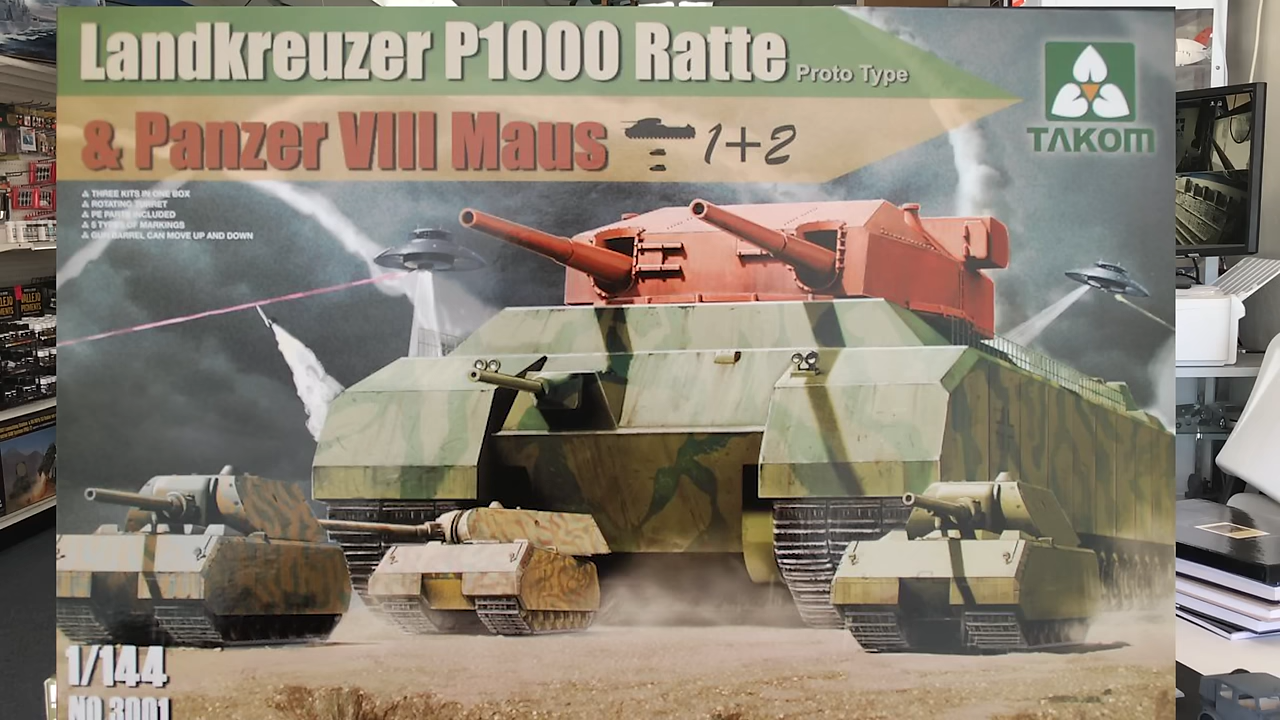 Landkreuzer P1000 Ratte Proto Type
& Panzer VIII Maus 1+2
TAKOM
THREE KITS IN ONE BOX
ROTATING TURRET
PE PARTS INCLUDED
5 TYPES OF MARKINGS
GUN BARREL CAN MOVE UP AND DOWN
1/144
NO 3001